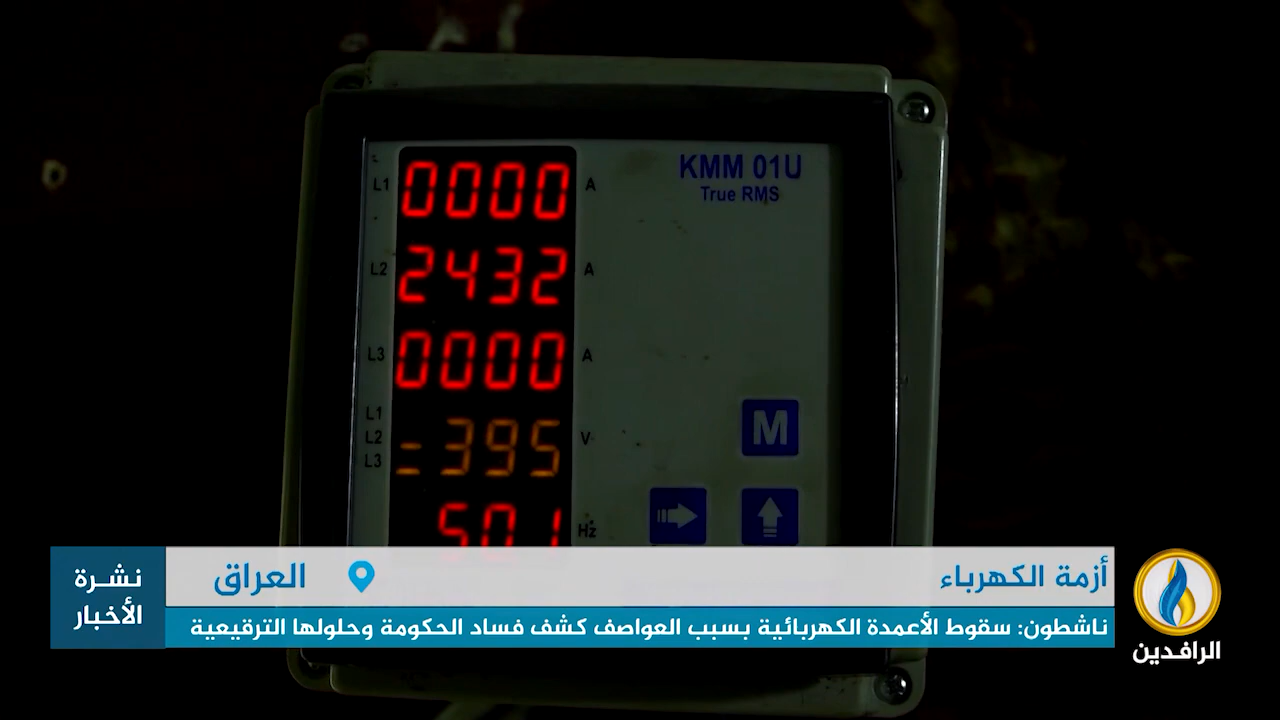 KMM 01U
True RMS
L1 0000 A
L2 2432 A
L3 0000 A
L1
L2 =395 V
L3
501 Hz
M
أزمة الكهرباء
العراق
نشرة
الأخبار
ناشطون: سقوط الأعمدة الكهربائية بسبب العواصف كشف فساد الحكومة وحلولها الترقيعية
الرافدين